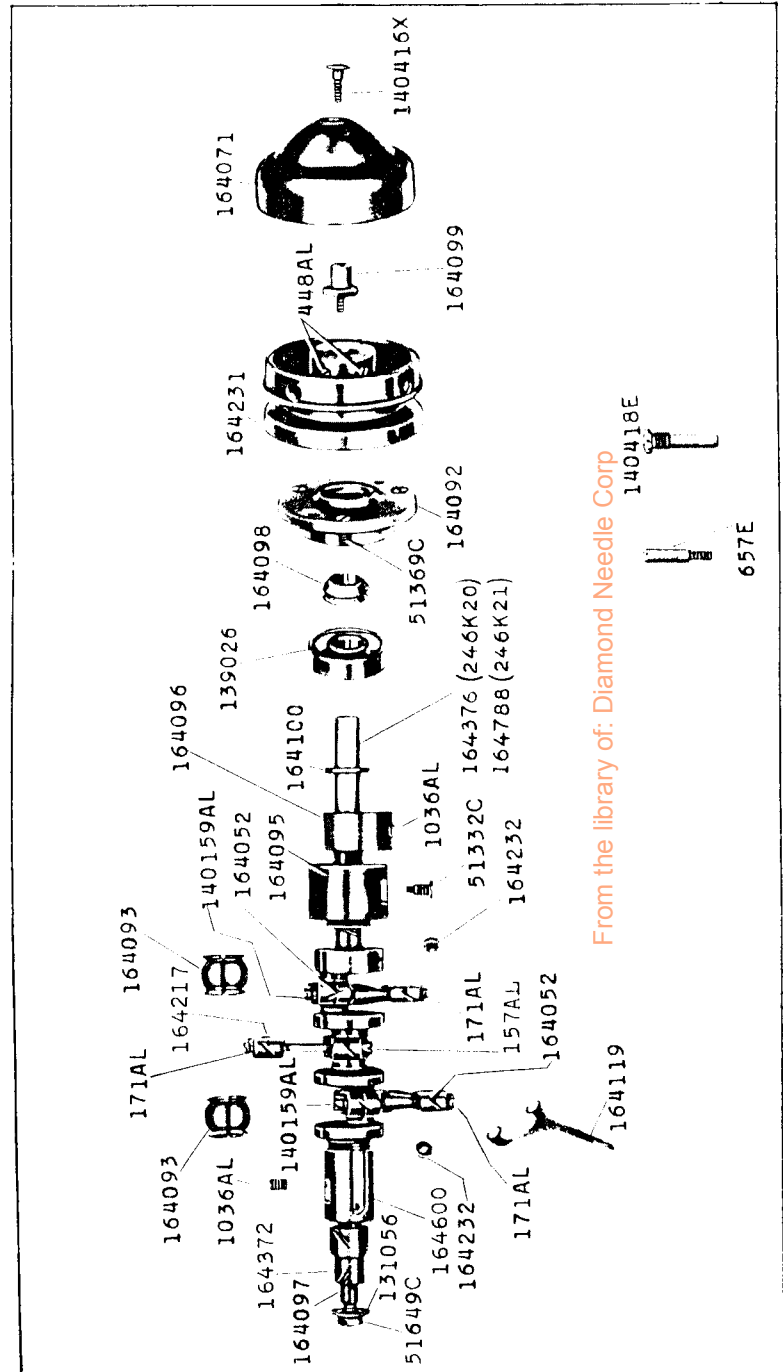 140416X
164071
448AL
164099
164231
164092
164098
51369C
139026
164376 (246K20)
164788 (246K21)
164096
164100
1036AL
140159AL
164052
164095
51332C
164232
164093
164217
171AL
171AL
157AL
164052
140159AL
164093
1036AL
164119
171AL
164232
164600
164372
131056
164097
51649C
140418E
657E
From the library of: Diamond Needle Corp